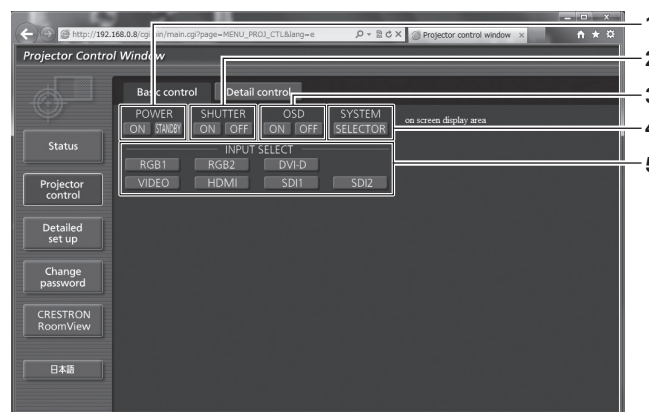 http://192.168.0.8/cgi-bin/main.cgi?page=MENU_PROJ_CTL&lang=e
Projector control window
Projector Control Window
Basic control
Detail control
POWER
SHUTTER
OSD
SYSTEM
ON STANDBY
ON OFF
ON OFF
SELECTOR
on screen display area
INPUT SELECT
RGB1
RGB2
DVI-D
VIDEO
HDMI
SDI1
SDI2
Status
Projector
control
Detailed
set up
Change
password
CRESTRON
RoomView
日本語
1
2
3
4
5